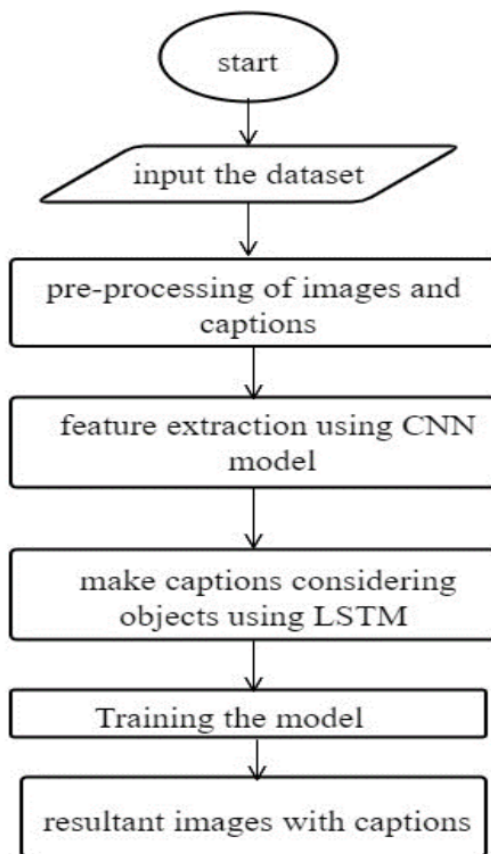 start
input the dataset
pre-processing of images and
captions
feature extraction using CNN
model
make captions considering
objects using LSTM
Training the model
resultant images with captions